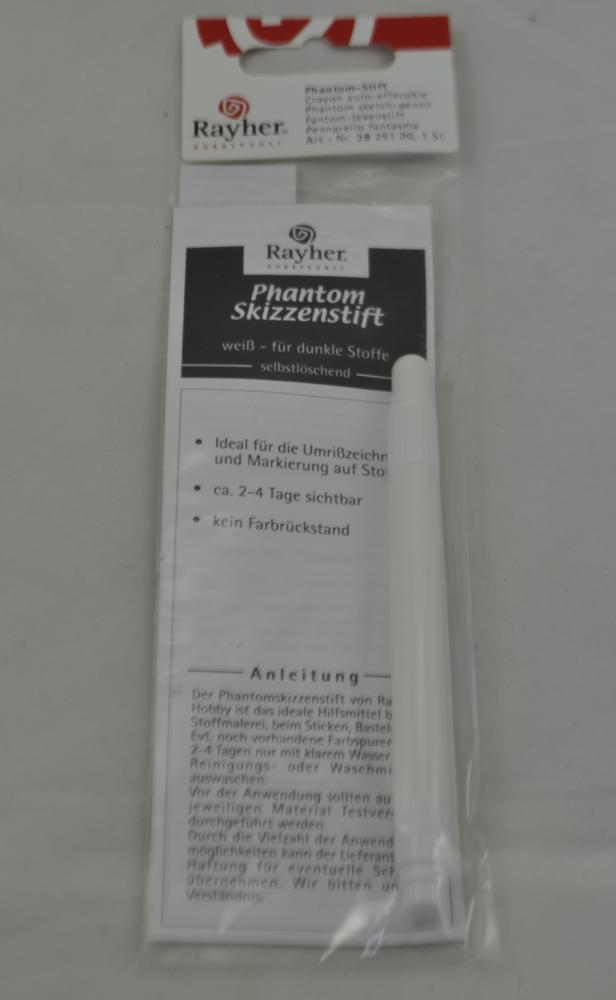 Rayher.
HOBBYKUNST
Phantom-Stift
Crayon auto-effecable
Phantom sketch-pencil
Fantom-tekenstift
Pennarello fantasma
Art.- Nr. 38 251 00, 1 St.
Rayher.
HOBBYKUNST
Phantom
Skizzenstift
weiß - für dunkle Stoffe
selbstlöschend
• Ideal für die Umrißzeichn
und Markierung auf Sto
• ca. 2-4 Tage sichtbar
• kein Farbrückstand
Anleitung
Der Phantomskizzenstift von Ra
Hobby ist das ideale Hilfsmittel b
Stoffmalerei, beim Sticken, Bastel
Evt. noch vorhandene Farbspuren
2-4 Tagen nur mit klarem Wasser
Reinigungs- oder Waschmi
auswaschen.
Vor der Anwendung sollten au
jeweiligen Material Testver
durchgeführt werden.
Durch die Vielzahl der Anwend
möglichkeiten kann der Lieferant
Haftung für eventuelle Sch
übernehmen. Wir bitten um
Verständnis.